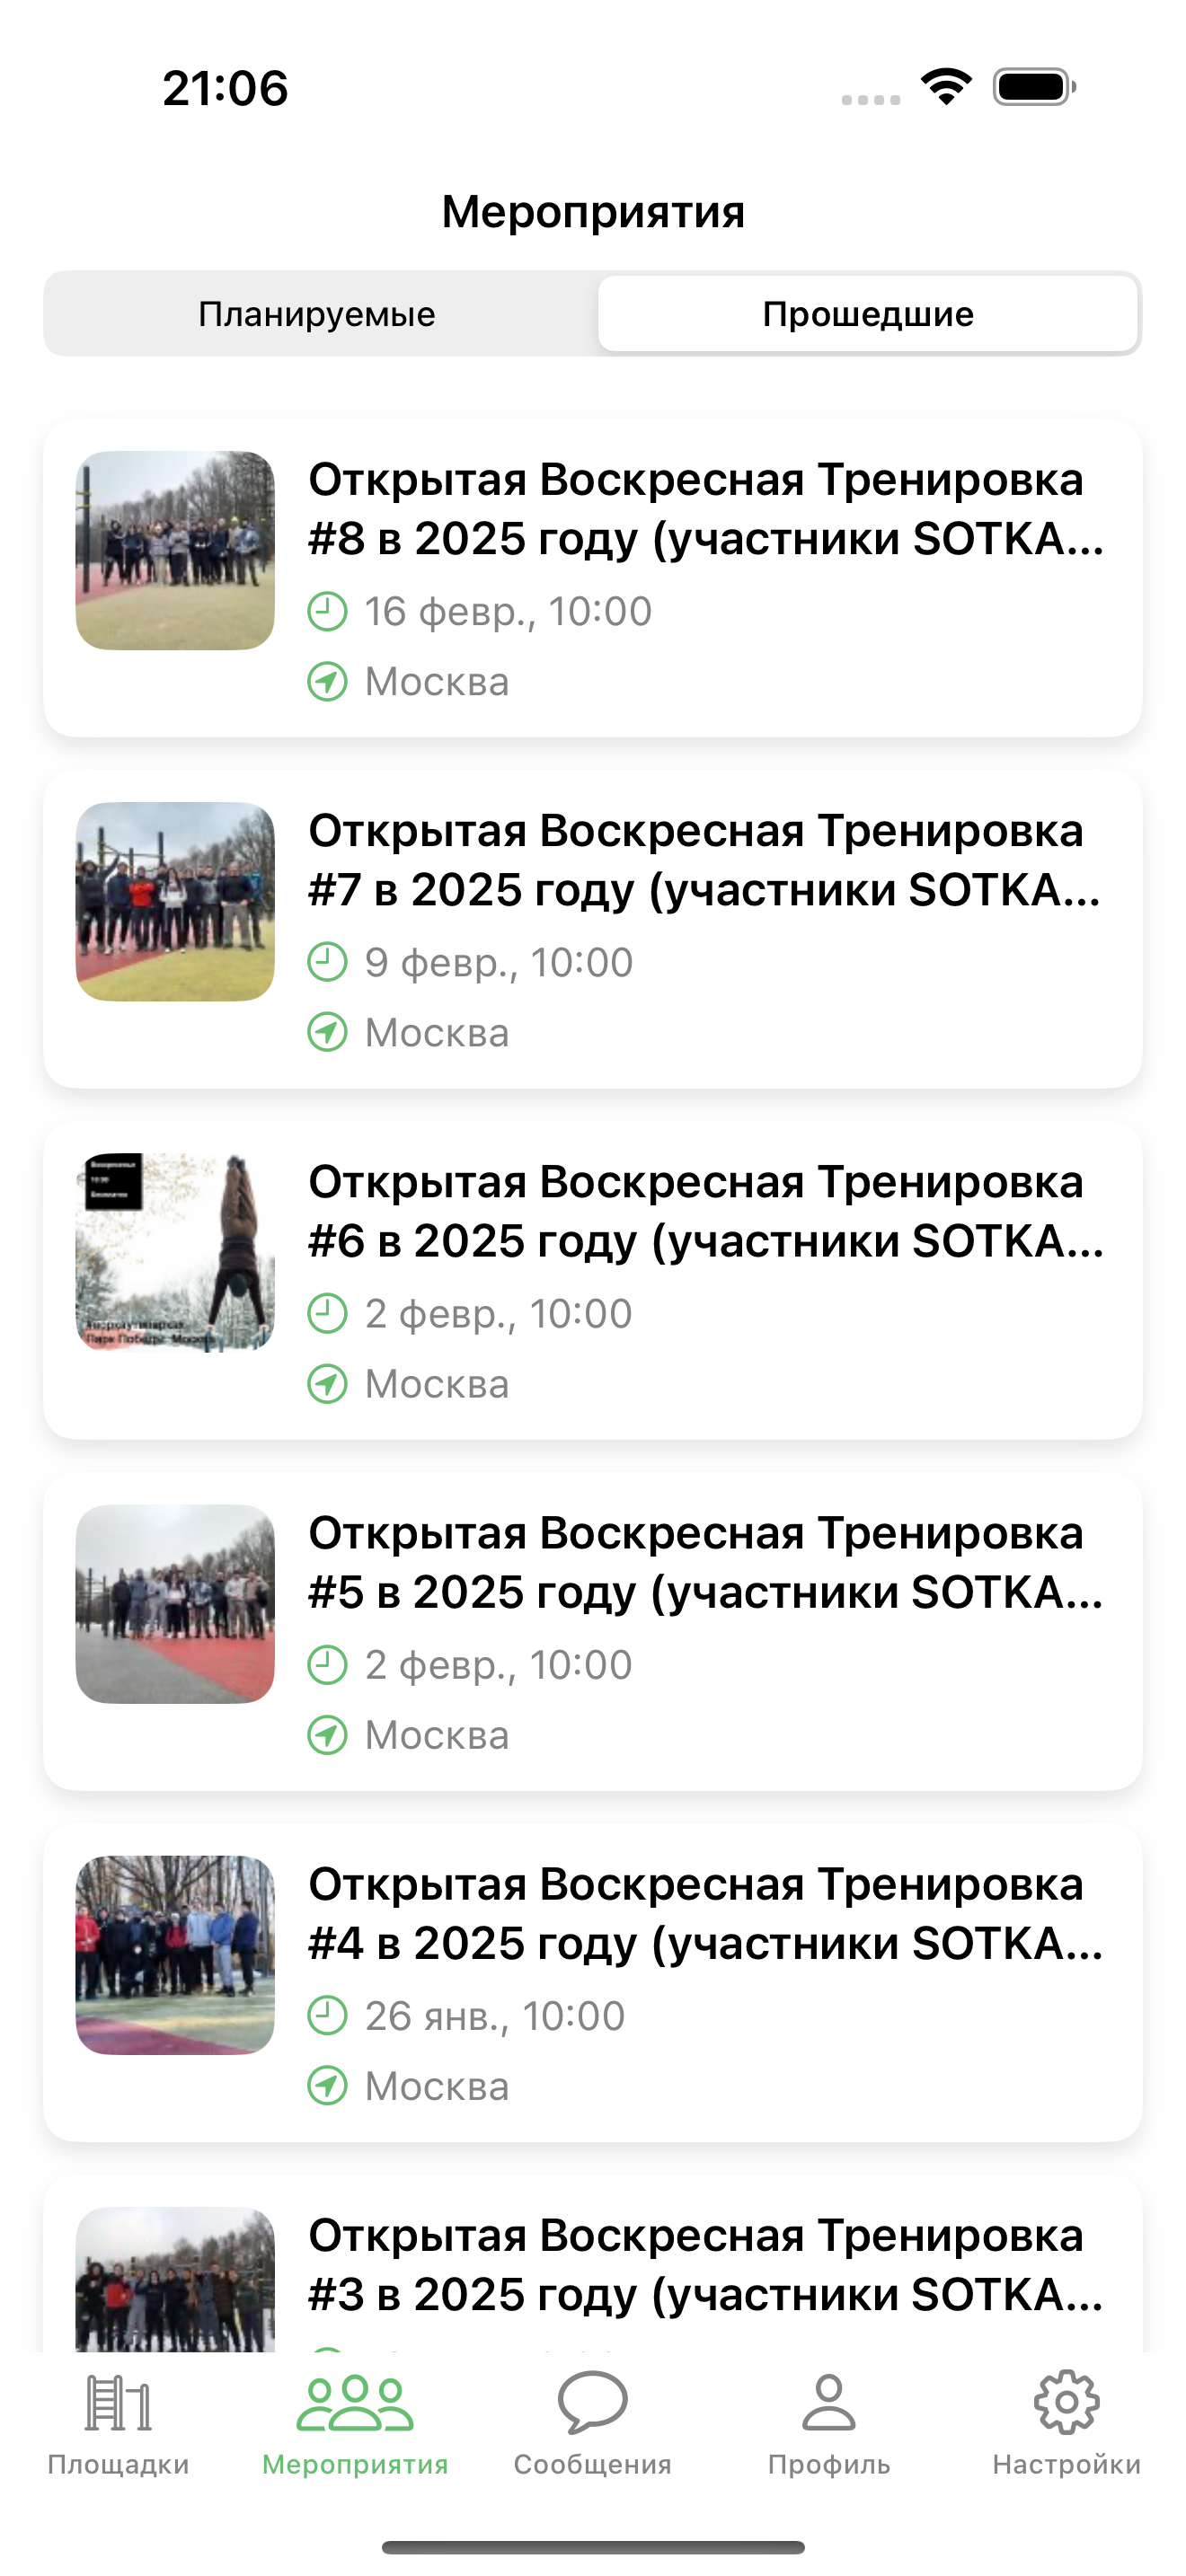 21:06
Мероприятия
Планируемые
Прошедшие
Открытая Воскресная Тренировка
#8 в 2025 году (участники SOTKA...
16 февр., 10:00
Москва
Открытая Воскресная Тренировка
#7 в 2025 году (участники SOTKA...
9 февр., 10:00
Москва
Открытая Воскресная Тренировка
#6 в 2025 году (участники SOTKA...
2 февр., 10:00
Москва
Открытая Воскресная Тренировка
#5 в 2025 году (участники SOTKA...
2 февр., 10:00
Москва
Открытая Воскресная Тренировка
#4 в 2025 году (участники SOTKA...
26 янв., 10:00
Москва
Открытая Воскресная Тренировка
#3 в 2025 году (участники SOTKA...
Площадки
Мероприятия
Сообщения
Профиль
Настройки